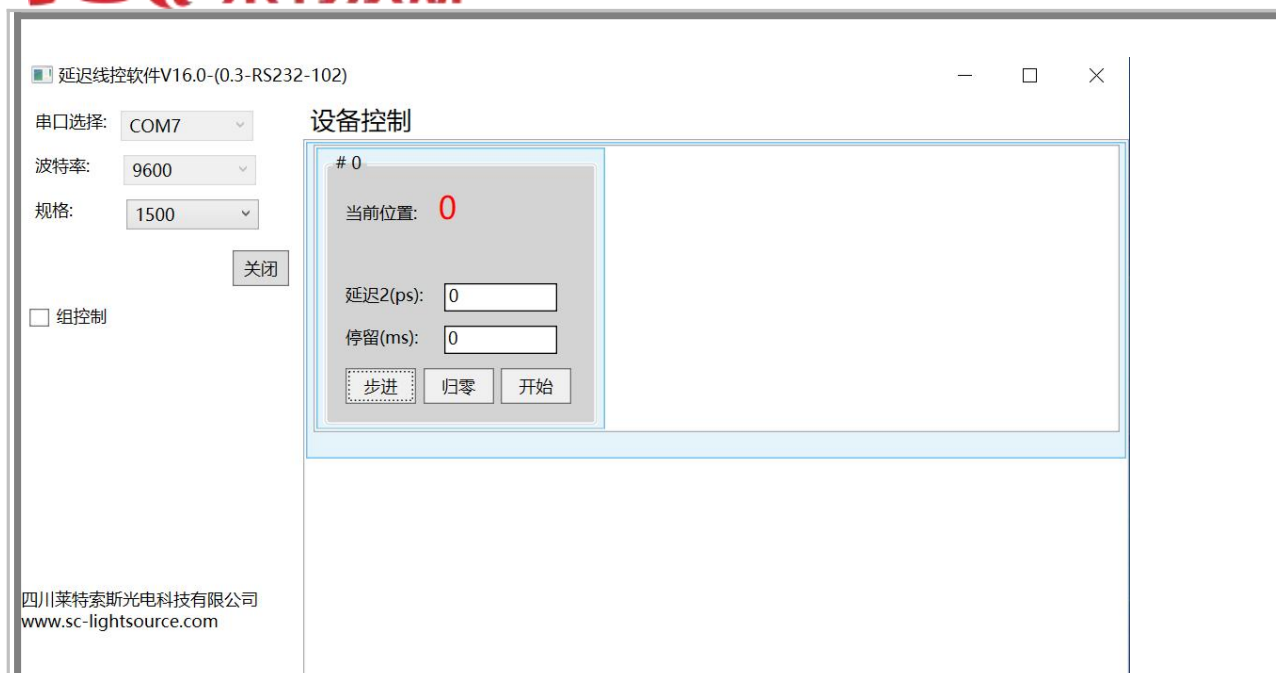 延迟线控软件V16.0-(0.3-RS232-102)
串口选择: COM7
波特率: 9600
规格: 1500
关闭
组控制
设备控制
# 0
当前位置: 0
延迟2(ps): 0
停留(ms): 0
步进 归零 开始
四川莱特索斯光电科技有限公司
www.sc-lightsource.com